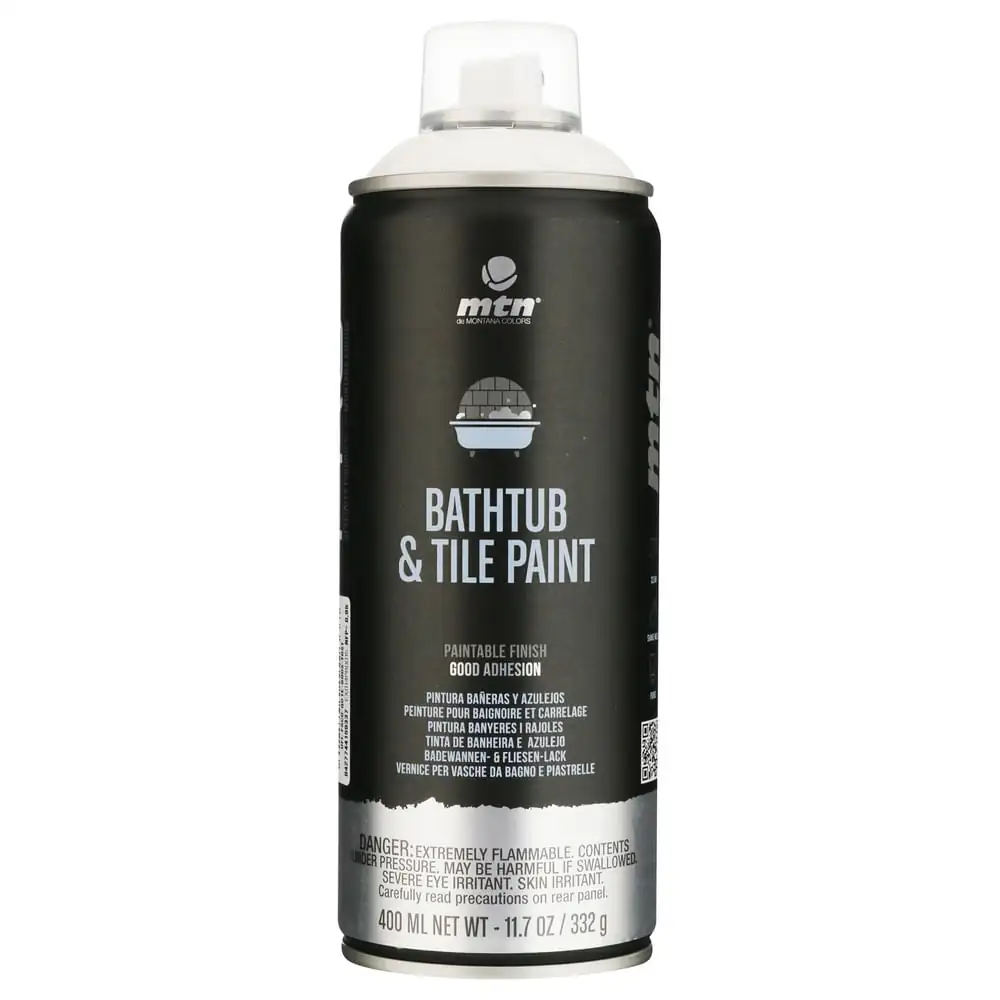 mtn®
de MONTANA COLORS
BATHTUB
& TILE PAINT
PAINTABLE FINISH
GOOD ADHESION
PINTURA BAÑERAS Y AZULEJOS
PEINTURE POUR BAIGNOIRE ET CARRELAGE
PINTURA BANYERES I RAJOLES
TINTA DE BANHEIRA E AZULEJO
BADEWANNEN- & FLIESEN-LACK
VERNICE PER VASCHE DA BAGNO E PIASTRELLE
DANGER: EXTREMELY FLAMMABLE. CONTENTS
UNDER PRESSURE. MAY BE HARMFUL IF SWALLOWED.
SEVERE EYE IRRITANT. SKIN IRRITANT.
Carefully read precautions on rear panel.
400 ML NET WT - 11.7 OZ / 332 g
mtn®